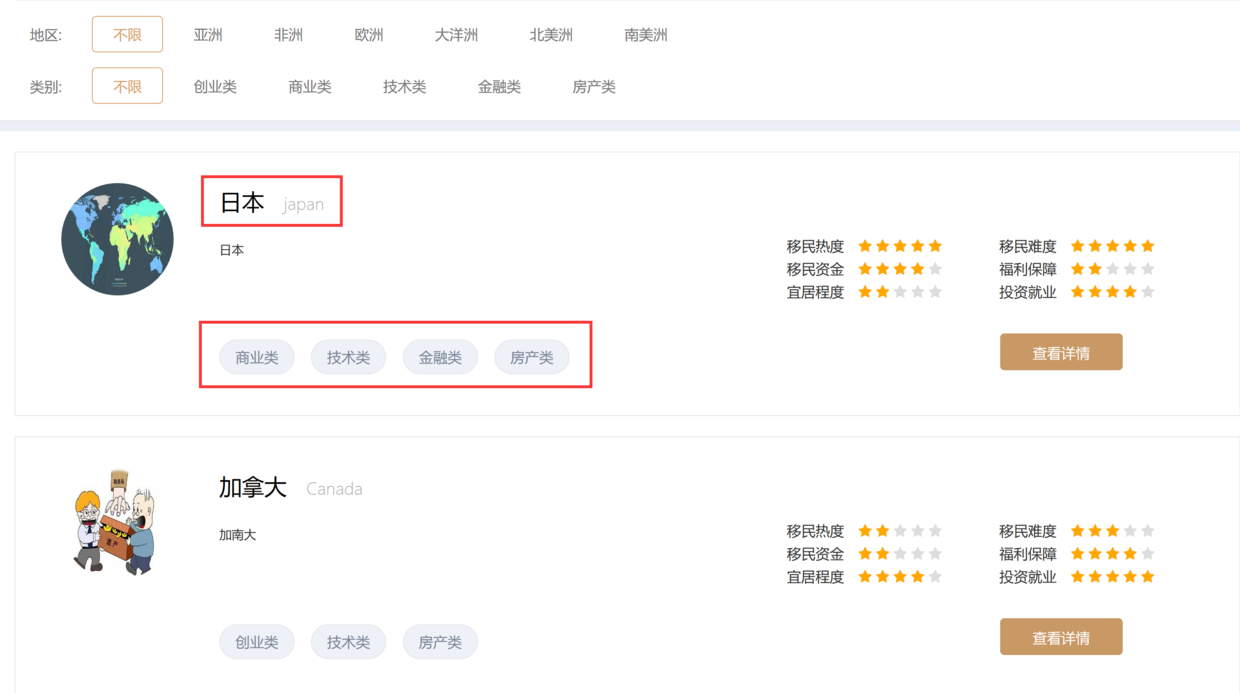 地区: 不限 亚洲 非洲 欧洲 大洋洲 北美洲 南美洲
类别: 不限 创业类 商业类 技术类 金融类 房产类
日本 japan
日本
移民热度 移民难度
移民资金 福利保障
宜居程度 投资就业
商业类 技术类 金融类 房产类
查看详情
加拿大 Canada
加南大
移民热度 移民难度
移民资金 福利保障
宜居程度 投资就业
创业类 技术类 房产类
查看详情